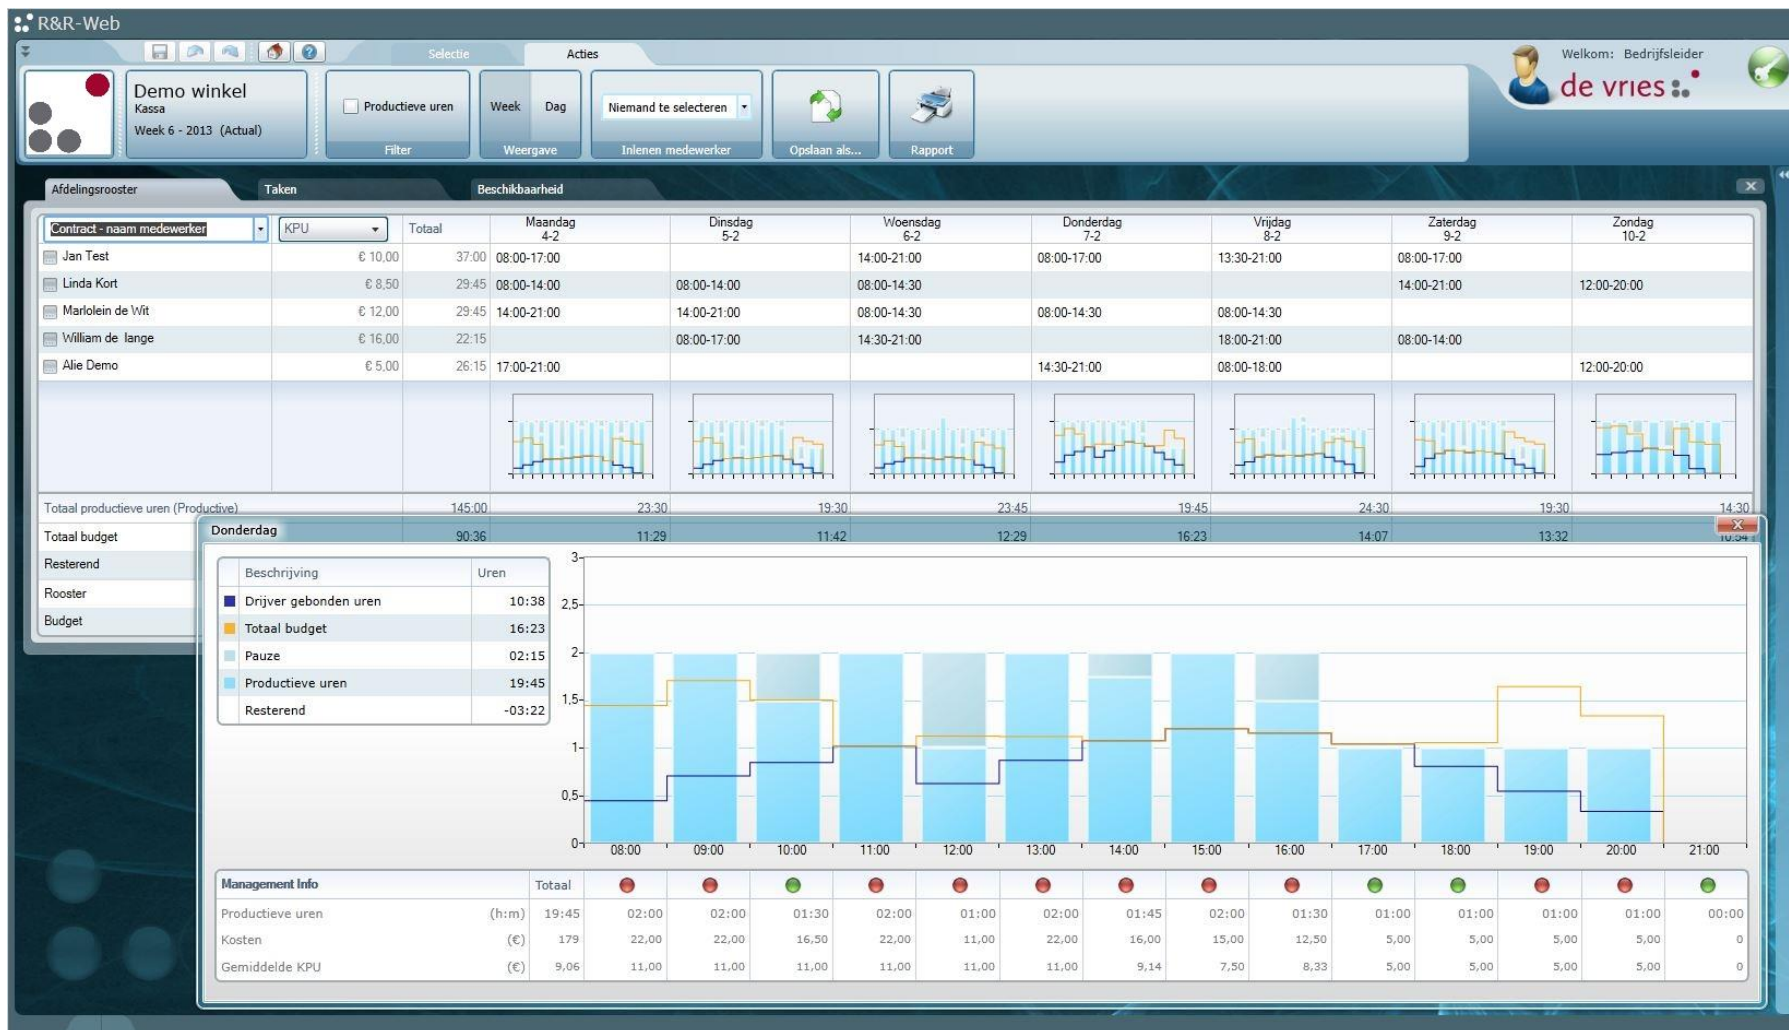 R&R-Web
Selectie
Acties
Welkom: Bedrijfsleider
de vries
Demo winkel
Kassa
Week 6 - 2013 (Actual)
Productieve uren
Filter
Week Dag
Weergave
Niemand te selecteren
Inlenen medewerker
Opslaan als...
Rapport
Afdelingsrooster Taken Beschikbaarheid
Contract - naam medewerker KPU Totaal Maandag Dinsdag Woensdag Donderdag Vrijdag Zaterdag Zondag
4-2 5-2 6-2 7-2 8-2 9-2 10-2
Jan Test € 10,00 37:00 08:00-17:00 14:00-21:00 08:00-17:00 13:30-21:00 08:00-17:00
Linda Kort € 8,50 29:45 08:00-14:00 08:00-14:00 08:00-14:30 14:00-21:00 12:00-20:00
Marlolein de Wit € 12,00 29:45 14:00-21:00 14:00-21:00 08:00-14:30 08:00-14:30 08:00-14:30
William de lange € 16,00 22:15 08:00-17:00 14:30-21:00 18:00-21:00 08:00-14:00
Alie Demo € 5,00 26:15 17:00-21:00 14:30-21:00 08:00-18:00 12:00-20:00
Totaal productieve uren (Productive) 145:00 23:30 19:30 23:45 19:45 24:30 19:30 14:30
Totaal budget 90:36 11:29 11:42 12:29 16:23 14:07 13:32 10:54
Resterend
Rooster
Budget
Donderdag
Beschrijving Uren
Drijver gebonden uren 10:38
Totaal budget 16:23
Pauze 02:15
Productieve uren 19:45
Resterend -03:22
3
2,5
2
1,5
1
0,5
0
08:00 09:00 10:00 11:00 12:00 13:00 14:00 15:00 16:00 17:00 18:00 19:00 20:00 21:00
Management Info Totaal
Productieve uren (h:m) 19:45 02:00 02:00 01:30 02:00 01:00 02:00 01:45 02:00 01:30 01:00 01:00 01:00 01:00 00:00
Kosten (€) 179 22,00 22,00 16,50 22,00 11,00 22,00 16,00 15,00 12,50 5,00 5,00 5,00 5,00 0
Gemiddelde KPU (€) 9,06 11,00 11,00 11,00 11,00 11,00 11,00 9,14 7,50 8,33 5,00 5,00 5,00 5,00 0